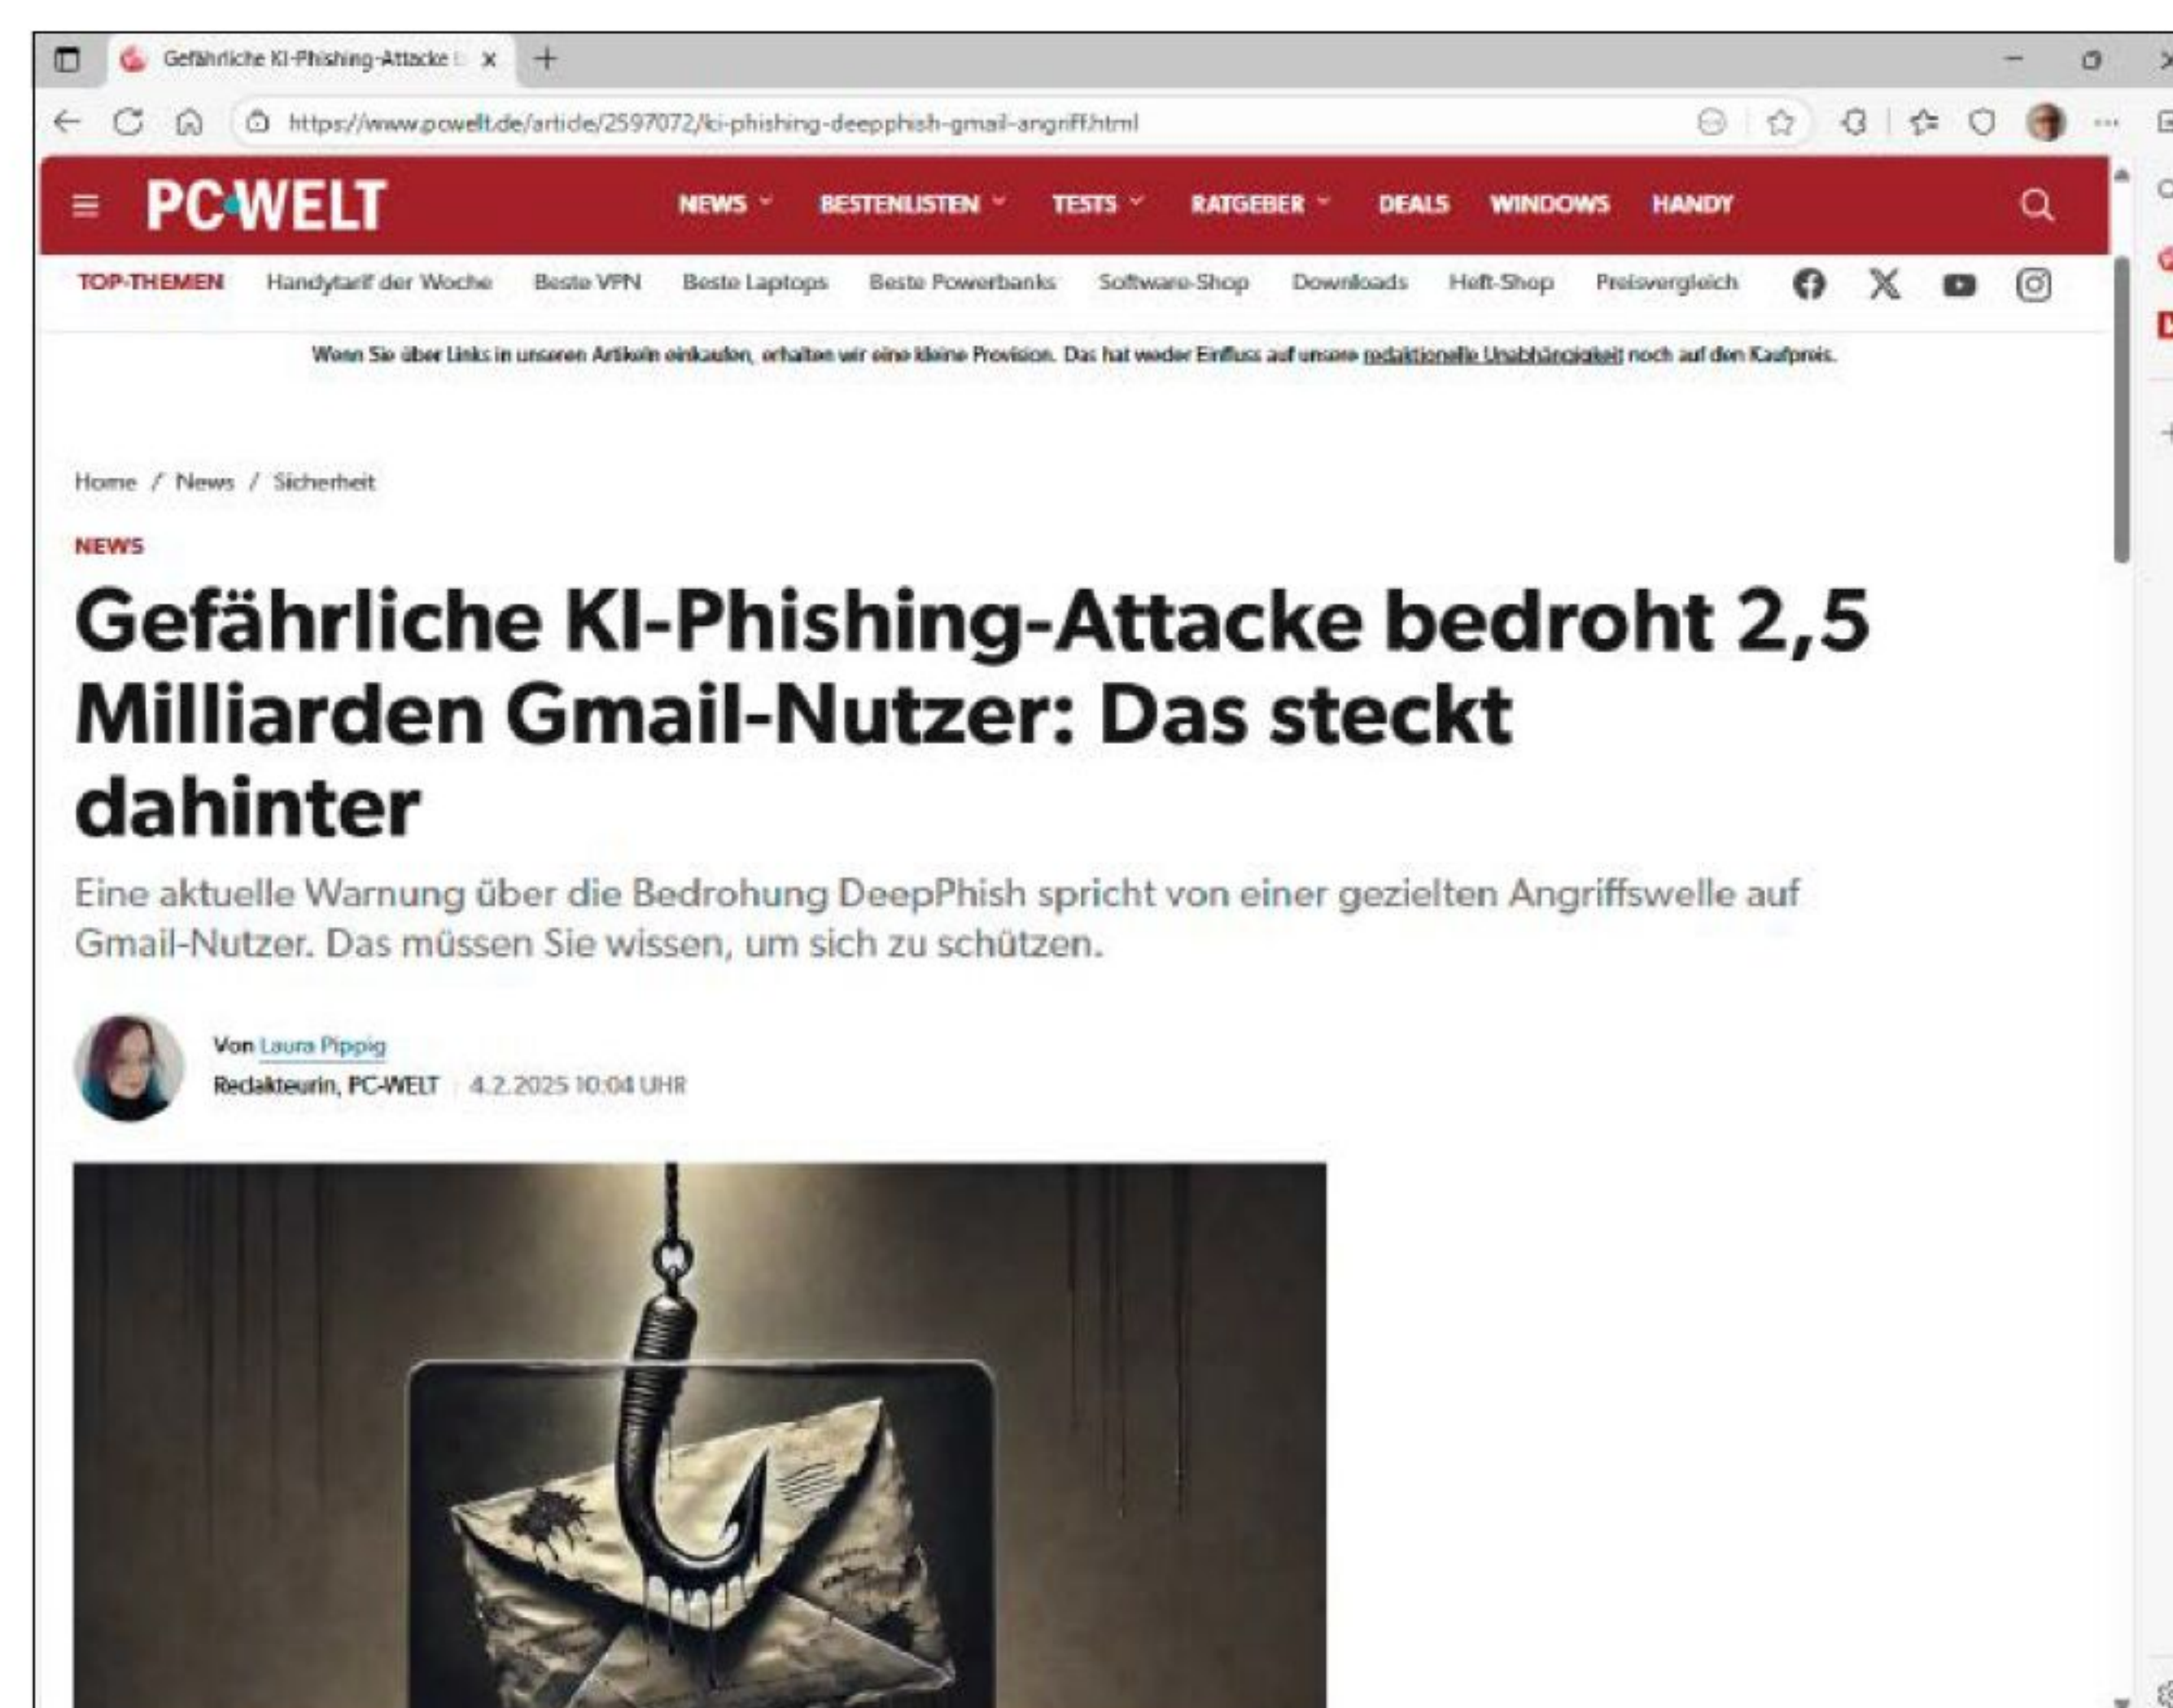 Gefährliche KI-Phishing-Attacke
https://www.pcwelt.de/article/2597072/ki-phishing-deepphish-gmail-angriff.html
PC-WELT
NEWS BESTENLISTEN TESTS RATGEBER DEALS WINDOWS HANDY
TOP-THEMEN Handytarif der Woche Beste VPN Beste Laptops Beste Powerbanks Software-Shop Downloads Heft-Shop Preisvergleich
Wenn Sie über Links in unseren Artikeln einkaufen, erhalten wir eine kleine Provision. Das hat weder Einfluss auf unsere redaktionelle Unabhängigkeit noch auf den Kaufpreis.
Home / News / Sicherheit
NEWS
Gefährliche KI-Phishing-Attacke bedroht 2,5
Milliarden Gmail-Nutzer: Das steckt
dahinter
Eine aktuelle Warnung über die Bedrohung DeepPhish spricht von einer gezielten Angriffswelle auf
Gmail-Nutzer. Das müssen Sie wissen, um sich zu schützen.
Von Laura Pippig
Redakteurin, PC-WELT 4.2.2025 10:04 UHR